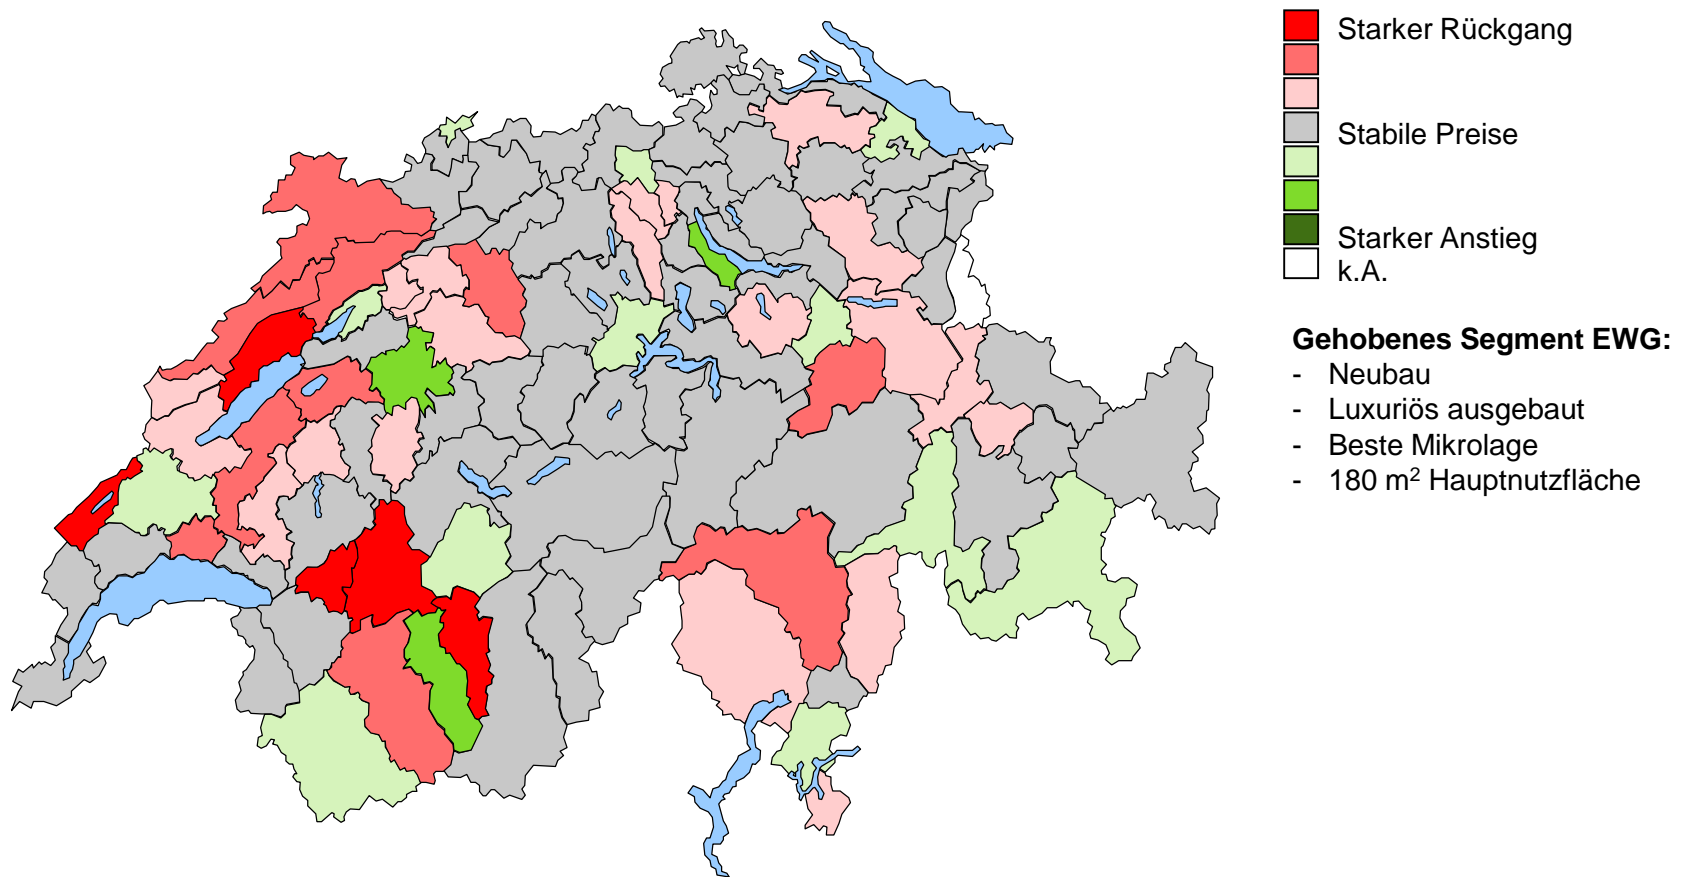 Starker Rückgang
Stabile Preise
Starker Anstieg
k.A.
Gehobenes Segment EWG:
- Neubau
- Luxuriös ausgebaut
- Beste Mikrolage
- 180 m² Hauptnutzfläche